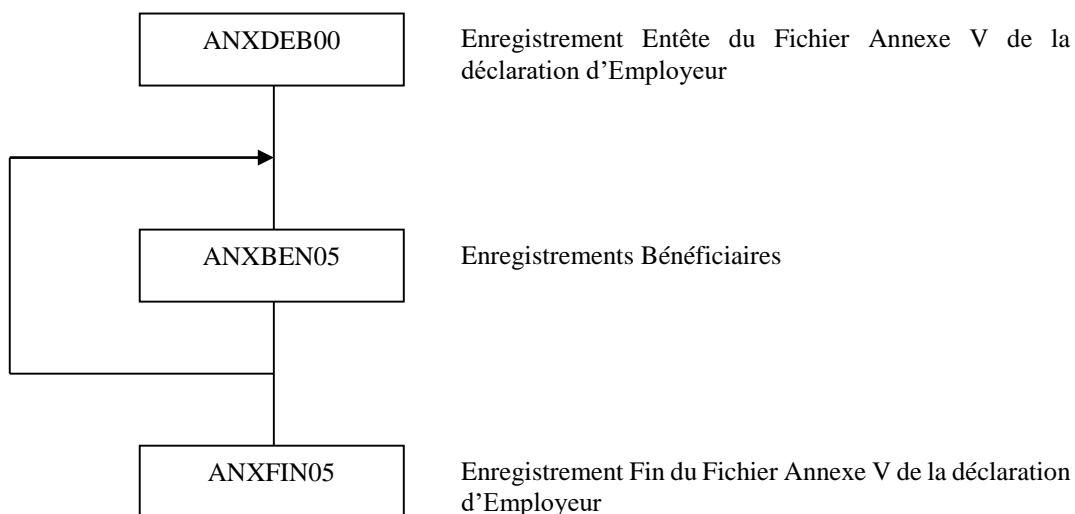 ANXDEB00
Enregistrement Entête du Fichier Annexe V de la
déclaration d’Employeur
ANXBEN05
Enregistrements Bénéficiaires
ANXFIN05
Enregistrement Fin du Fichier Annexe V de la déclaration
d’Employeur